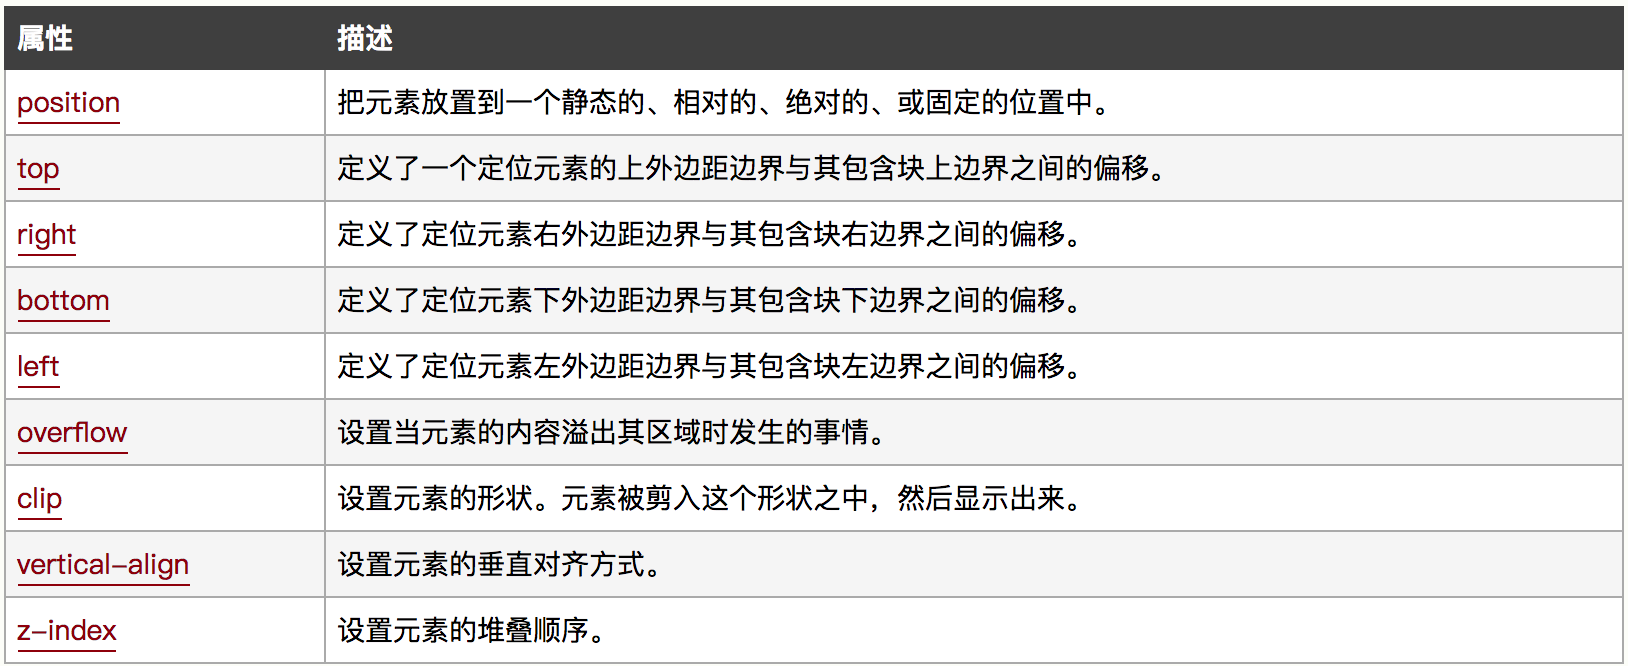 属性 描述
position 把元素放置到一个静态的、相对的、绝对的、或固定的位置中。
top 定义了一个定位元素的上外边距边界与其包含块上边界之间的偏移。
right 定义了定位元素右外边距边界与其包含块右边界之间的偏移。
bottom 定义了定位元素下外边距边界与其包含块下边界之间的偏移。
left 定义了定位元素左外边距边界与其包含块左边界之间的偏移。
overflow 设置当元素的内容溢出其区域时发生的事情。
clip 设置元素的形状。元素被剪入这个形状之中，然后显示出来。
vertical-align 设置元素的垂直对齐方式。
z-index 设置元素的堆叠顺序。